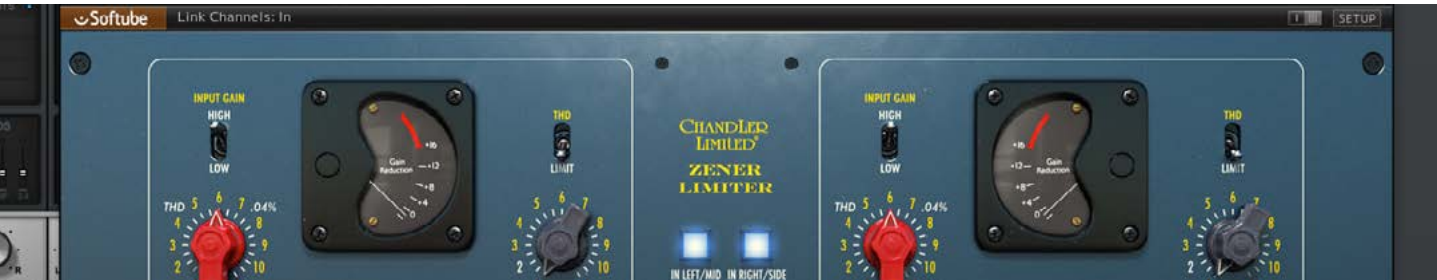 Softube
Link Channels: In
SETUP
INPUT GAIN
HIGH
LOW
Gain
Reduction
+16
+12
+8
+4
0
THD
LIMIT
CHANDLER
LIMITED
ZENER
LIMITER
INPUT GAIN
HIGH
LOW
Gain
Reduction
+16
+12
+8
+4
0
THD
LIMIT
THD 5 6 7 .04%
4 8
3 9
2 10
5 6 7
4 8
3 9
2 10
THD 5 6 7 .04%
4 8
3 9
2 10
5 6 7
4 8
3 9
2 10
IN LEFT/MID IN RIGHT/SIDE